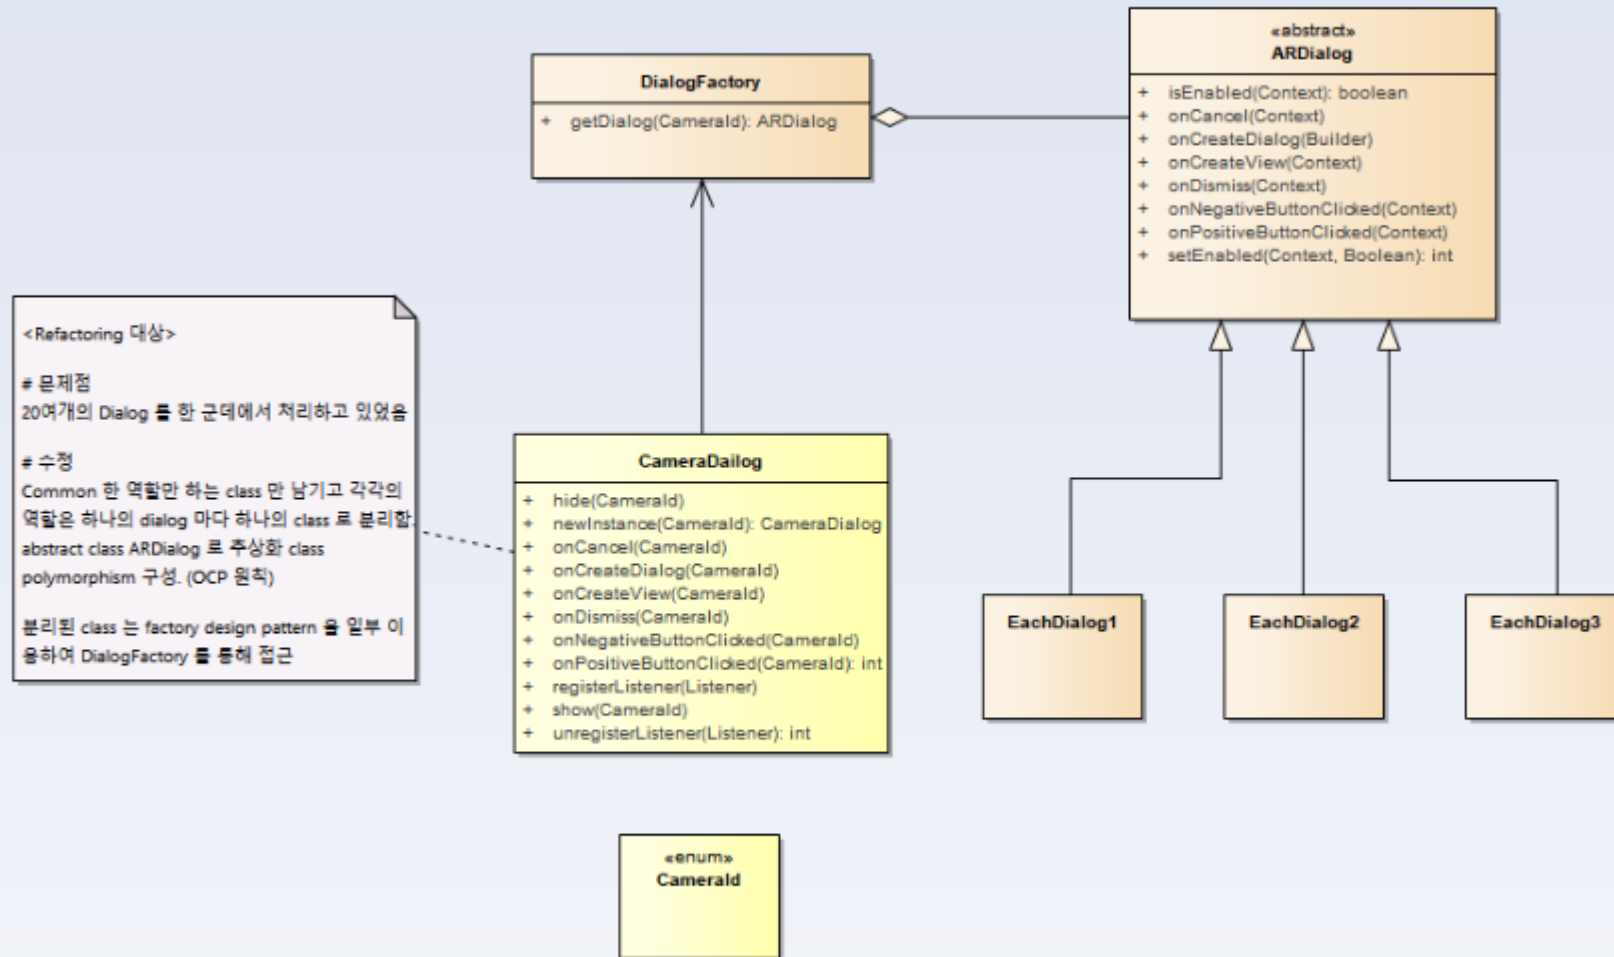 «abstract»
ARDialog
+ isEnabled(Context): boolean
+ onCancel(Context)
+ onCreateDialog(Builder)
+ onCreateView(Context)
+ onDismiss(Context)
+ onNegativeButtonClicked(Context)
+ onPositiveButtonClicked(Context)
+ setEnabled(Context, Boolean): int
DialogFactory
+ getDialog(CameraId): ARDialog
<Refactoring 대상>
# 문제점
20여개의 Dialog 를 한 군데에서 처리하고 있었음
# 수정
Common 한 역할만 하는 class 만 남기고 각각의
역할은 하나의 dialog 마다 하나의 class 로 분리함.
abstract class ARDialog 로 추상화 class
polymorphism 구성. (OCP 원칙)
분리된 class 는 factory design pattern 을 일부 이
용하여 DialogFactory 를 통해 접근
CameraDailog
+ hide(CameraId)
+ newInstance(CameraId): CameraDialog
+ onCancel(CameraId)
+ onCreateDialog(CameraId)
+ onCreateView(CameraId)
+ onDismiss(CameraId)
+ onNegativeButtonClicked(CameraId)
+ onPositiveButtonClicked(CameraId): int
+ registerListener(Listener)
+ show(CameraId)
+ unregisterListener(Listener): int
EachDialog1
EachDialog2
EachDialog3
«enum»
CameraId